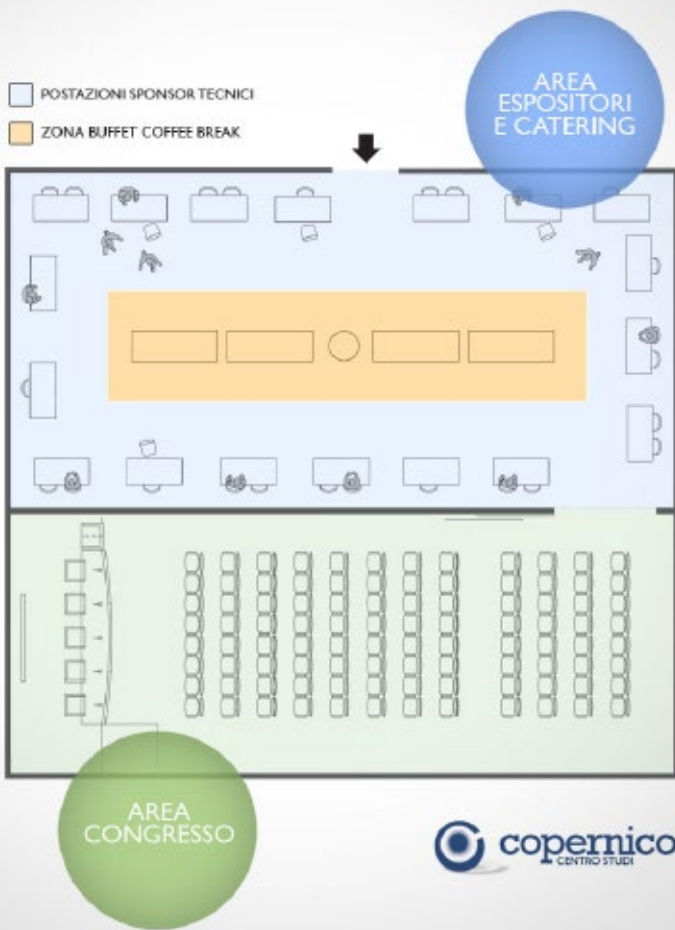 AREA
ESPOSITORI
E CATERING
POSTAZIONI SPONSOR TECNICI
ZONA BUFFET COFFEE BREAK
AREA
CONGRESSO
copernico
CENTRO STUDI